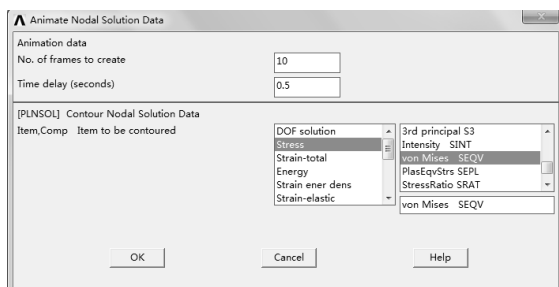 Animate Nodal Solution Data
Animation data
No. of frames to create 10
Time delay (seconds) 0.5
[PLNSOL] Contour Nodal Solution Data
Item,Comp Item to be contoured
DOF solution
Stress
Strain-total
Energy
Strain ener dens
Strain-elastic
3rd principal S3
Intensity SINT
von Mises SEQV
PlasEqvStrs SEPL
StressRatio SRAT
von Mises SEQV
OK Cancel Help